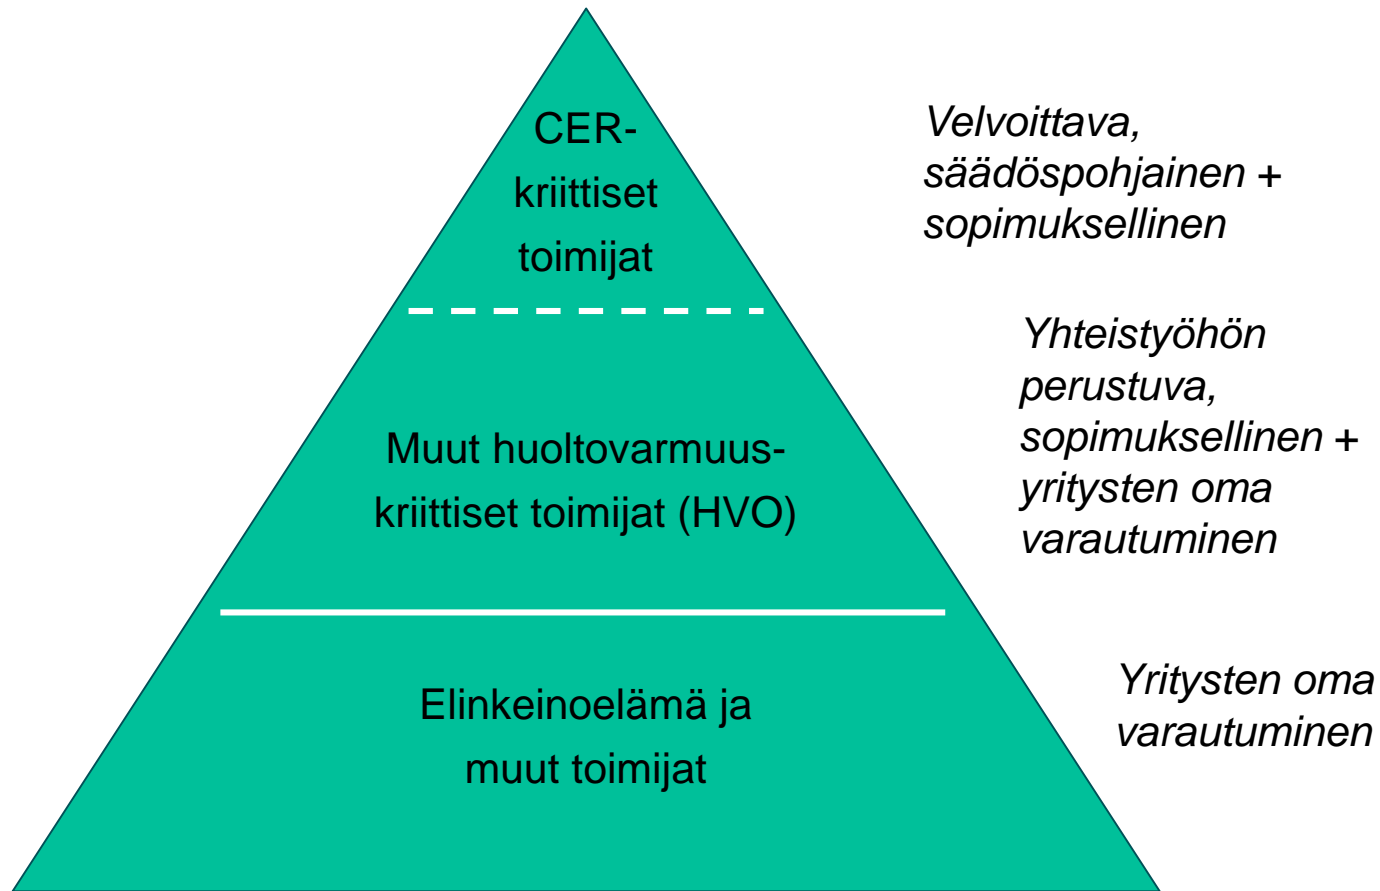 CER-
kriittiset
toimijat
Velvoittava,
säädöspohjainen +
sopimuksellinen
Muut huoltovarmuus-
kriittiset toimijat (HVO)
Yhteistyöhön
perustuva,
sopimuksellinen +
yritysten oma
varautuminen
Elinkeinoelämä ja
muut toimijat
Yritysten oma
varautuminen